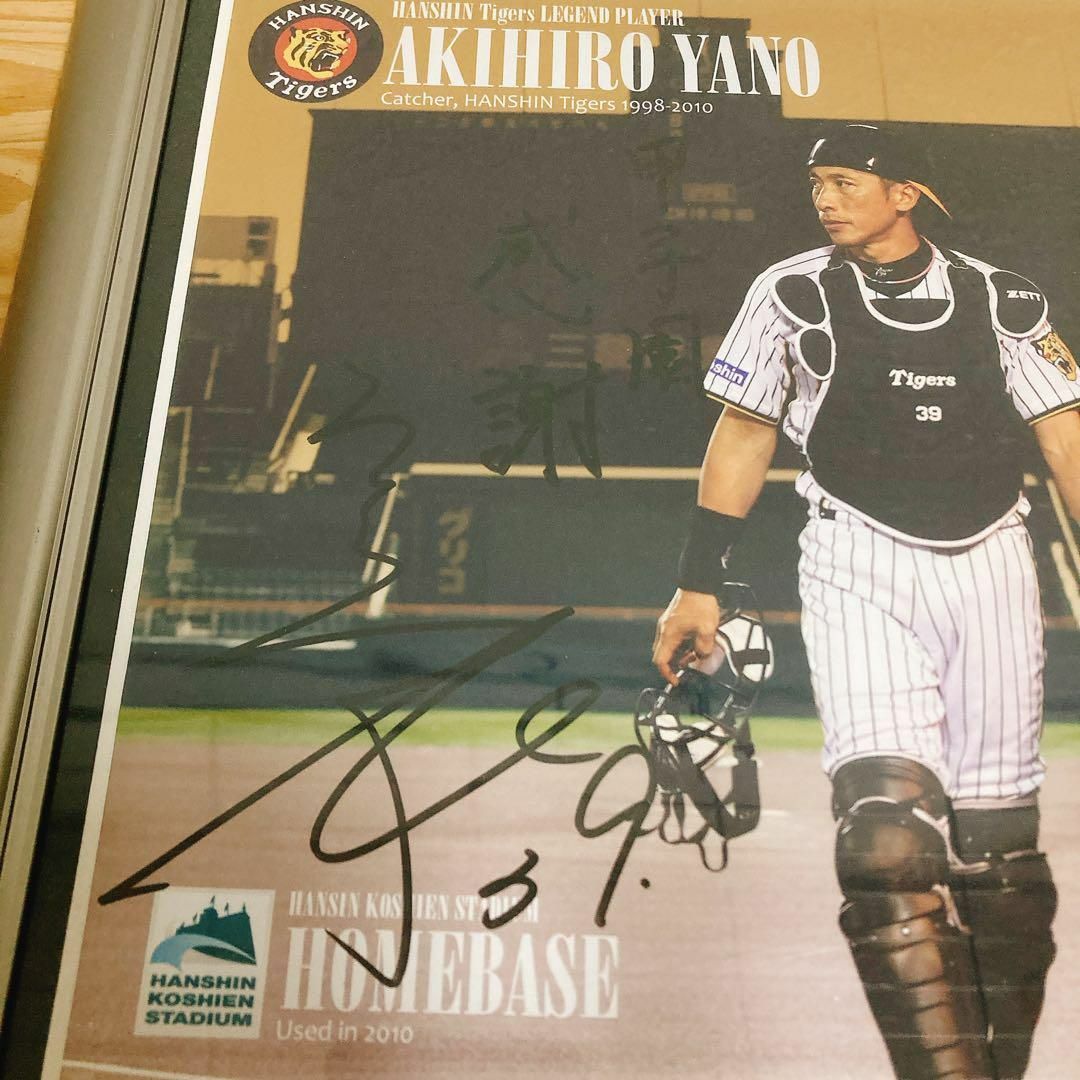 HANSHIN
Tigers
HANSHIN Tigers LEGEND PLAYER
AKIHIRO YANO
Catcher, HANSHIN Tigers 1998-2010
甲子園
感謝
ZETT
shin
Tigers
39
39.
HANSIN KOSHIEN STADIUM
HOMEBASE
Used in 2010
HANSHIN
KOSHIEN
STADIUM